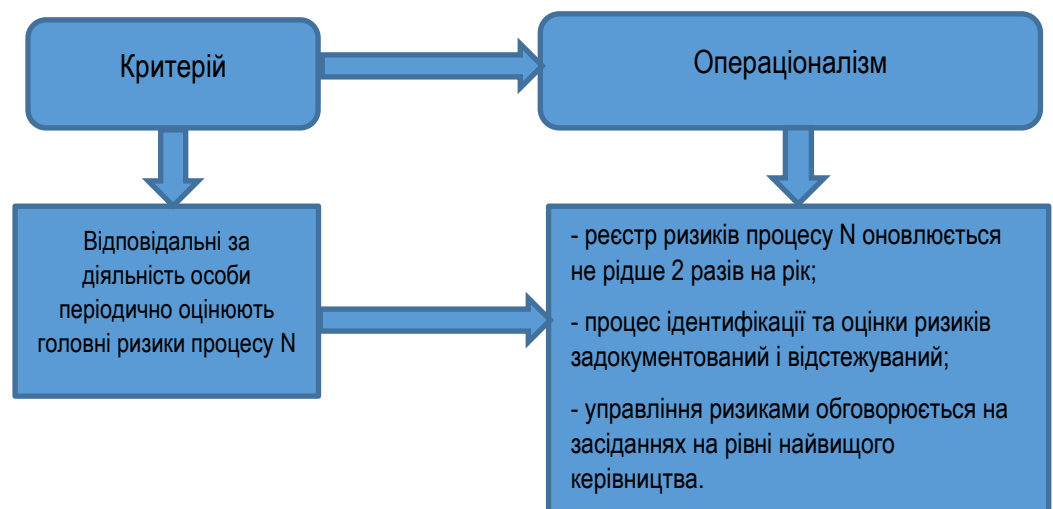 Критерій
Операціоналізм
Відповідальні за
діяльність особи
періодично оцінюють
головні ризики процесу N
- реєстр ризиків процесу N оновлюється
не рідше 2 разів на рік;
- процес ідентифікації та оцінки ризиків
задокументований і відстежуваний;
- управління ризиками обговорюється на
засіданнях на рівні найвищого
керівництва.